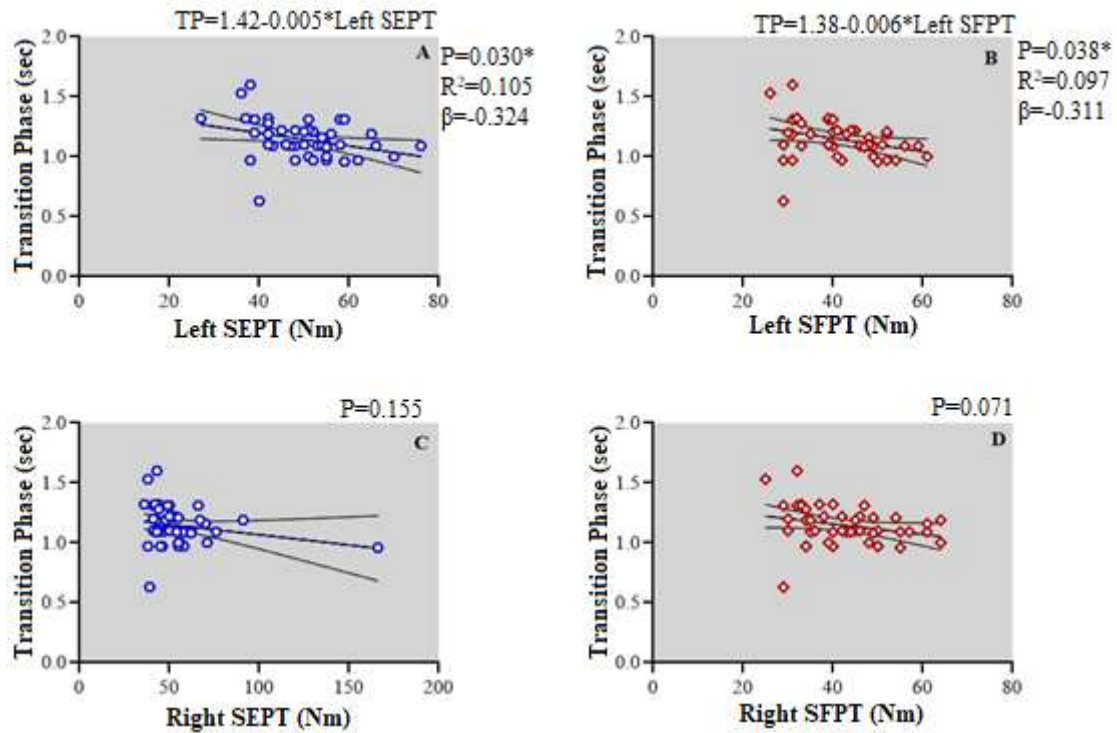 TP=1.42-0.005*Left SEPT
A
P=0.030*
R²=0.105
β=-0.324
Transition Phase (sec)
2.0
1.5
1.0
0.5
0.0
0 20 40 60 80
Left SEPT (Nm)
TP=1.38-0.006*Left SFPT
B
P=0.038*
R²=0.097
β=-0.311
Transition Phase (sec)
2.0
1.5
1.0
0.5
0.0
0 20 40 60 80
Left SFPT (Nm)
P=0.155
C
Transition Phase (sec)
2.0
1.5
1.0
0.5
0.0
0 50 100 150 200
Right SEPT (Nm)
P=0.071
D
Transition Phase (sec)
2.0
1.5
1.0
0.5
0.0
0 20 40 60 80
Right SFPT (Nm)